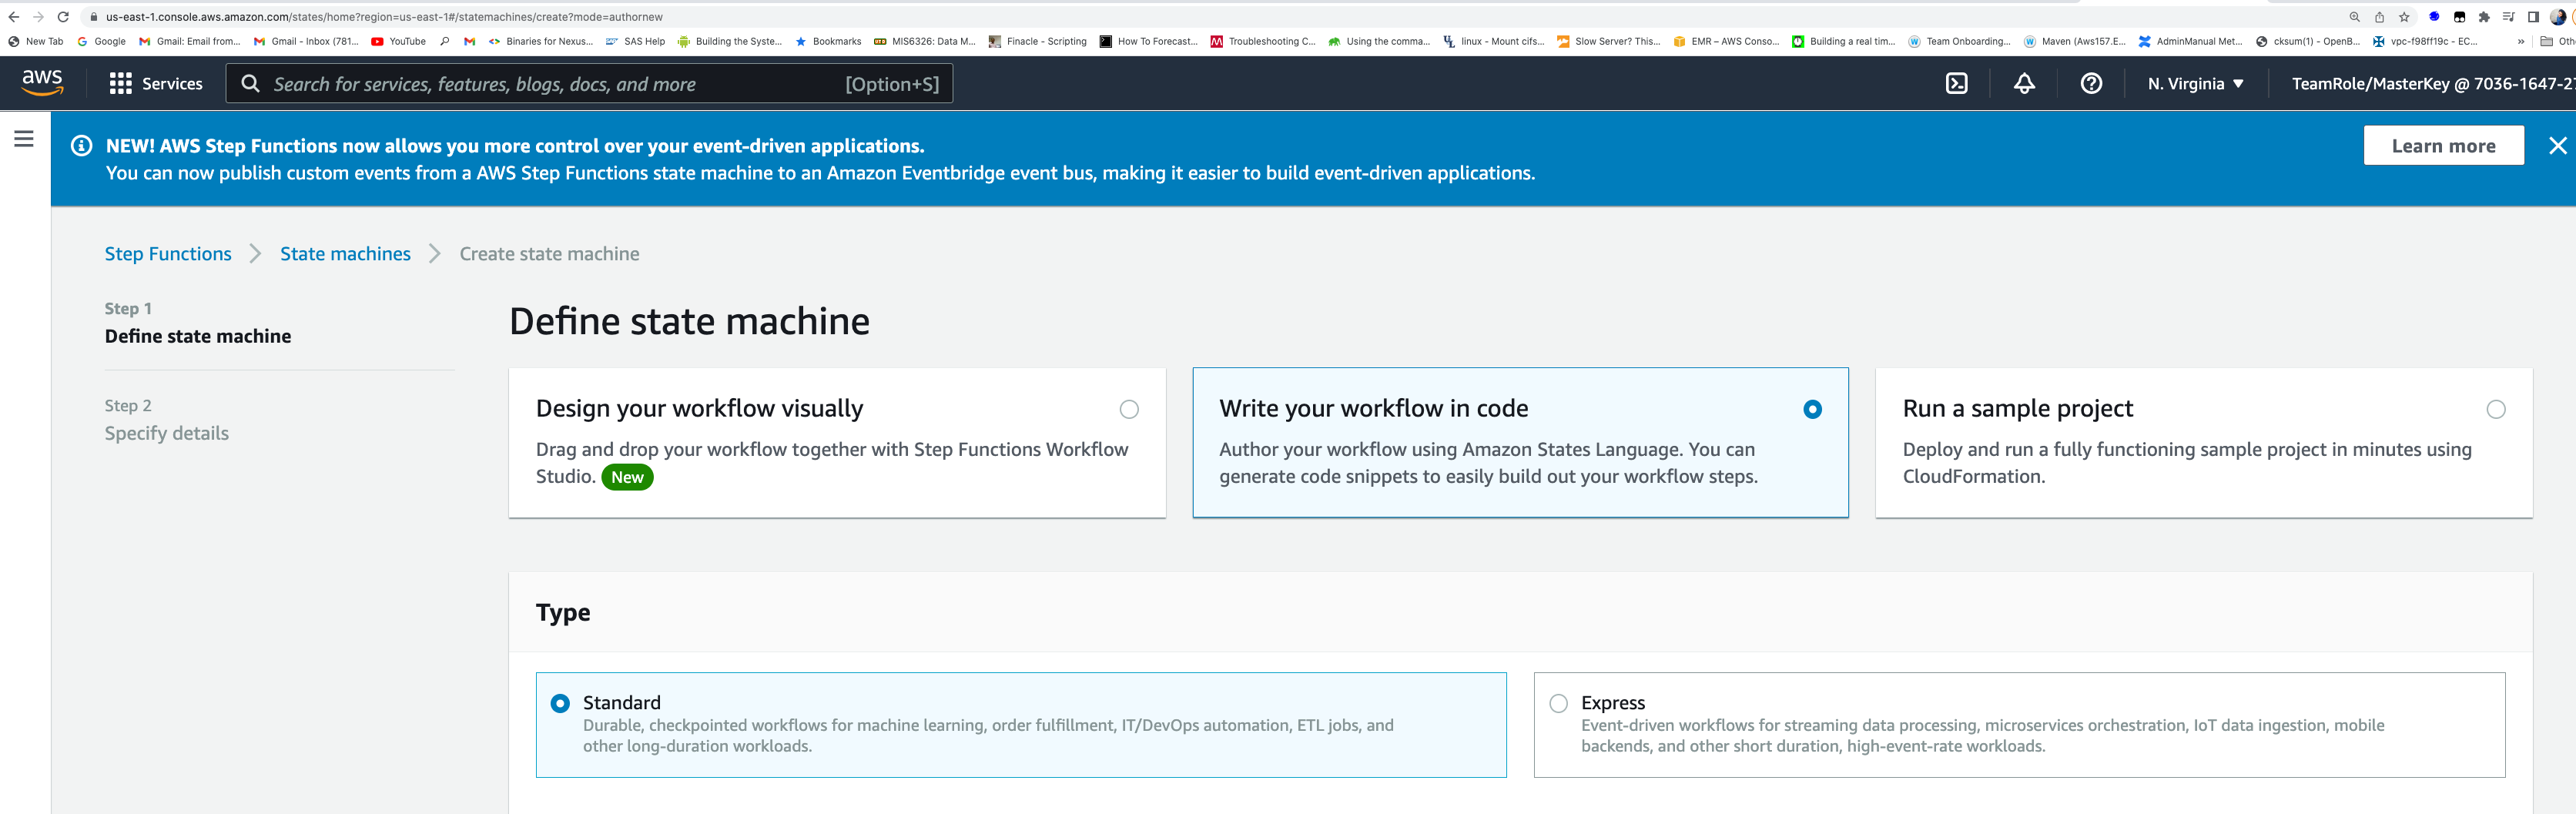 us-east-1.console.aws.amazon.com/states/home?region=us-east-1#/statemachines/create?mode=authornew
New Tab Google Gmail: Email from... Gmail - Inbox (781... YouTube Binaries for Nexus... SAS Help Building the Syste... Bookmarks MIS6326: Data M... Finacle - Scripting How To Forecast... Troubleshooting C... Using the comma... linux - Mount cifs... Slow Server? This... EMR – AWS Conso... Building a real tim... Team Onboarding... Maven (Aws157.E... AdminManual Met... cksum(1) - OpenB... vpc-f98ff19c - EC... » Oth
aws Services Search for services, features, blogs, docs, and more [Option+S] N. Virginia ▼ TeamRole/MasterKey @ 7036-1647-2
NEW! AWS Step Functions now allows you more control over your event-driven applications.
You can now publish custom events from a AWS Step Functions state machine to an Amazon Eventbridge event bus, making it easier to build event-driven applications.
Learn more
Step Functions > State machines > Create state machine
Step 1
Define state machine
Step 2
Specify details
Define state machine
Design your workflow visually
Drag and drop your workflow together with Step Functions Workflow
Studio. New
Write your workflow in code
Author your workflow using Amazon States Language. You can
generate code snippets to easily build out your workflow steps.
Run a sample project
Deploy and run a fully functioning sample project in minutes using
CloudFormation.
Type
Standard
Durable, checkpointed workflows for machine learning, order fulfillment, IT/DevOps automation, ETL jobs, and
other long-duration workloads.
Express
Event-driven workflows for streaming data processing, microservices orchestration, IoT data ingestion, mobile
backends, and other short duration, high-event-rate workloads.